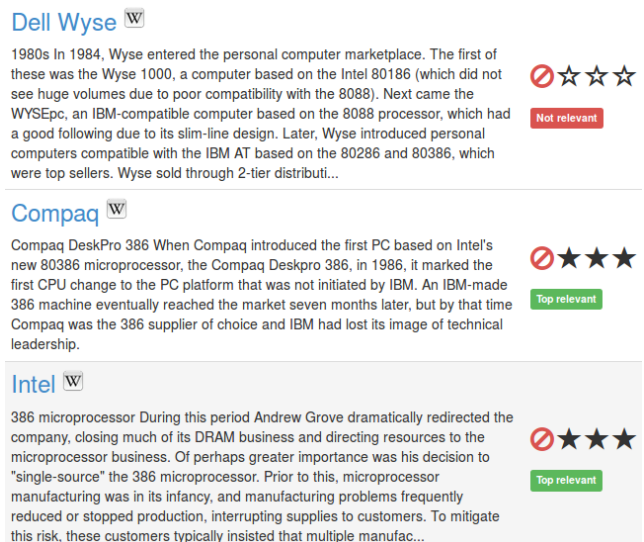 Dell Wyse W
1980s In 1984, Wyse entered the personal computer marketplace. The first of
these was the Wyse 1000, a computer based on the Intel 80186 (which did not
see huge volumes due to poor compatibility with the 8088). Next came the
WYSEpc, an IBM-compatible computer based on the 8088 processor, which had
a good following due to its slim-line design. Later, Wyse introduced personal
computers compatible with the IBM AT based on the 80286 and 80386, which
were top sellers. Wyse sold through 2-tier distributi...
Not relevant
Compaq W
Compaq DeskPro 386 When Compaq introduced the first PC based on Intel's
new 80386 microprocessor, the Compaq Deskpro 386, in 1986, it marked the
first CPU change to the PC platform that was not initiated by IBM. An IBM-made
386 machine eventually reached the market seven months later, but by that time
Compaq was the 386 supplier of choice and IBM had lost its image of technical
leadership.
Top relevant
Intel W
386 microprocessor During this period Andrew Grove dramatically redirected the
company, closing much of its DRAM business and directing resources to the
microprocessor business. Of perhaps greater importance was his decision to
"single-source" the 386 microprocessor. Prior to this, microprocessor
manufacturing was in its infancy, and manufacturing problems frequently
reduced or stopped production, interrupting supplies to customers. To mitigate
this risk, these customers typically insisted that multiple manufac...
Top relevant